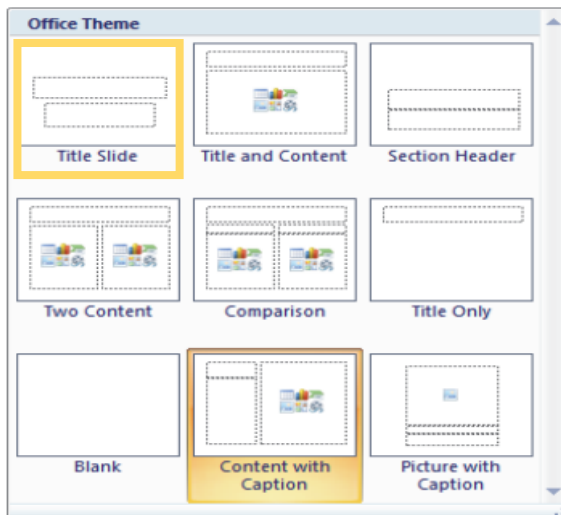 Office Theme
Title Slide
Title and Content
Section Header
Two Content
Comparison
Title Only
Blank
Content with
Caption
Picture with
Caption